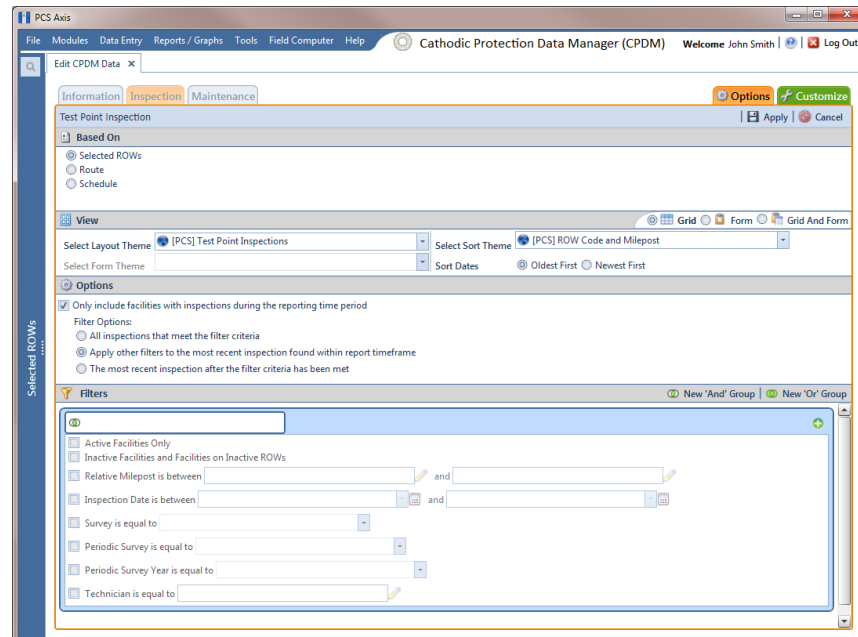 PCS Axis
File Modules Data Entry Reports / Graphs Tools Field Computer Help Cathodic Protection Data Manager (CPDM) Welcome John Smith Log Out
Edit CPDM Data
Information Inspection Maintenance Options Customize
Test Point Inspection Apply Cancel
Based On
Selected ROWs
Route
Schedule
View Grid Form Grid And Form
Select Layout Theme [PCS] Test Point Inspections Select Sort Theme [PCS] ROW Code and Milepost
Select Form Theme Sort Dates Oldest First Newest First
Options
Only include facilities with inspections during the reporting time period
Filter Options:
All inspections that meet the filter criteria
Apply other filters to the most recent inspection found within report timeframe
The most recent inspection after the filter criteria has been met
Selected ROWs
Filters New 'And' Group New 'Or' Group
Active Facilities Only
Inactive Facilities and Facilities on Inactive ROWs
Relative Milepost is between and
Inspection Date is between and
Survey is equal to
Periodic Survey is equal to
Periodic Survey Year is equal to
Technician is equal to